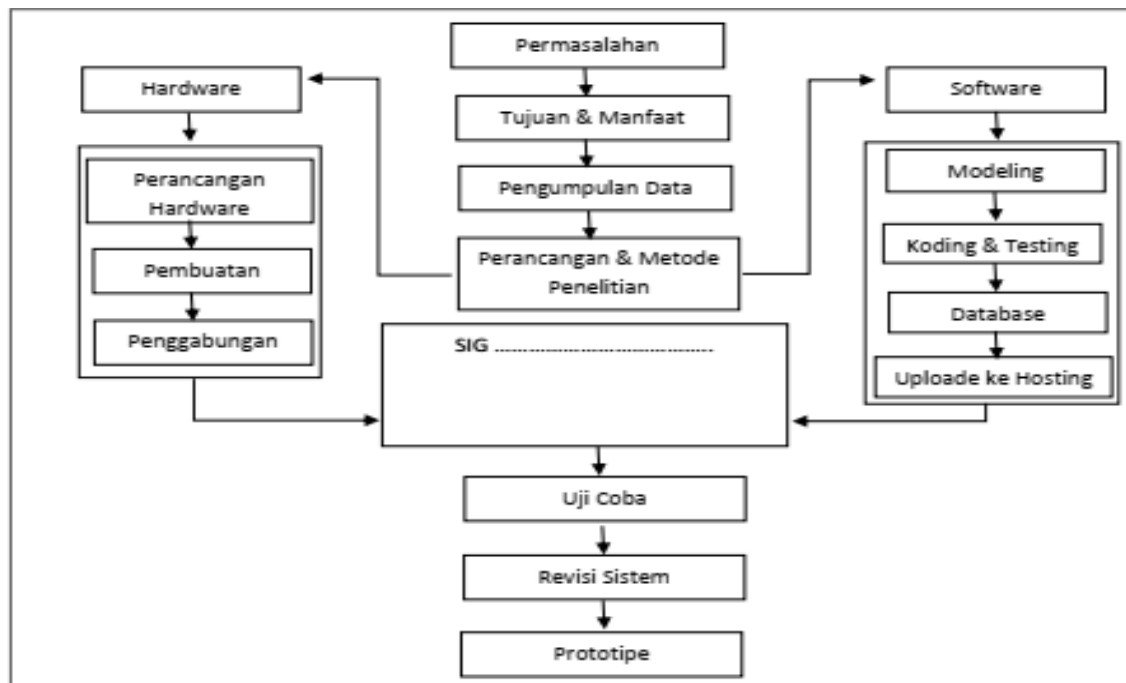 Permasalahan
Hardware
Software
Tujuan & Manfaat
Perancangan
Hardware
Modeling
Pengumpulan Data
Koding & Testing
Pembuatan
Perancangan & Metode
Penelitian
Database
Penggabungan
SIG ..........................................
Uploade ke Hosting
Uji Coba
Revisi Sistem
Prototipe